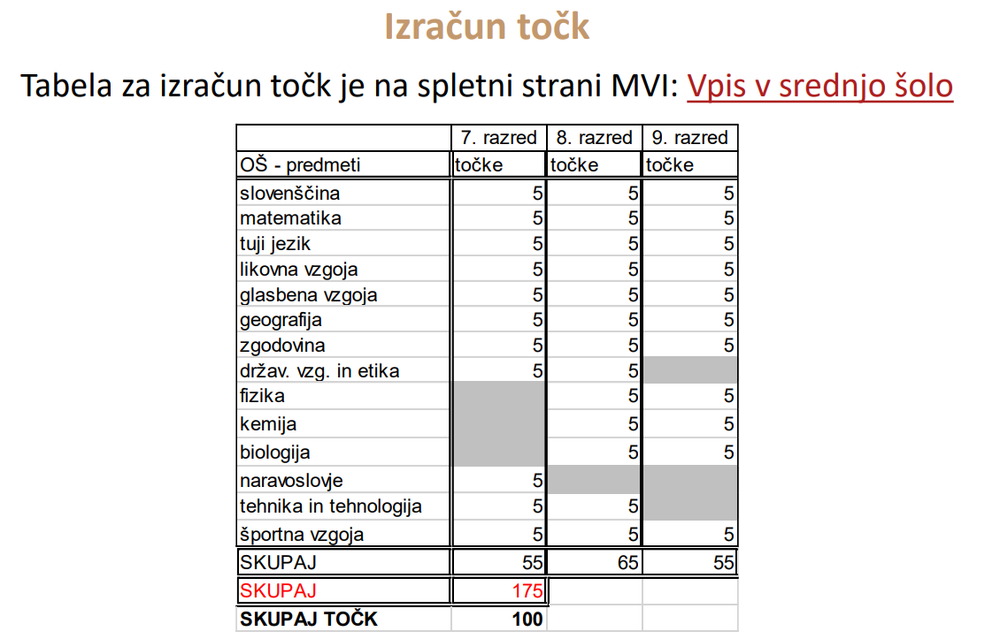 Izračun točk
Tabela za izračun točk je na spletni strani MVI: Vpis v srednjo šolo
7. razred 8. razred 9. razred
OŠ - predmeti točke točke točke
slovenščina 5 5 5
matematika 5 5 5
tuji jezik 5 5 5
likovna vzgoja 5 5 5
glasbena vzgoja 5 5 5
geografija 5 5 5
zgodovina 5 5 5
držav. vzg. in etika 5 5
fizika 5 5
kemija 5 5
biologija 5 5
naravoslovje 5
tehnika in tehnologija 5 5
športna vzgoja 5 5 5
SKUPAJ 55 65 55
SKUPAJ 175
SKUPAJ TOČK 100